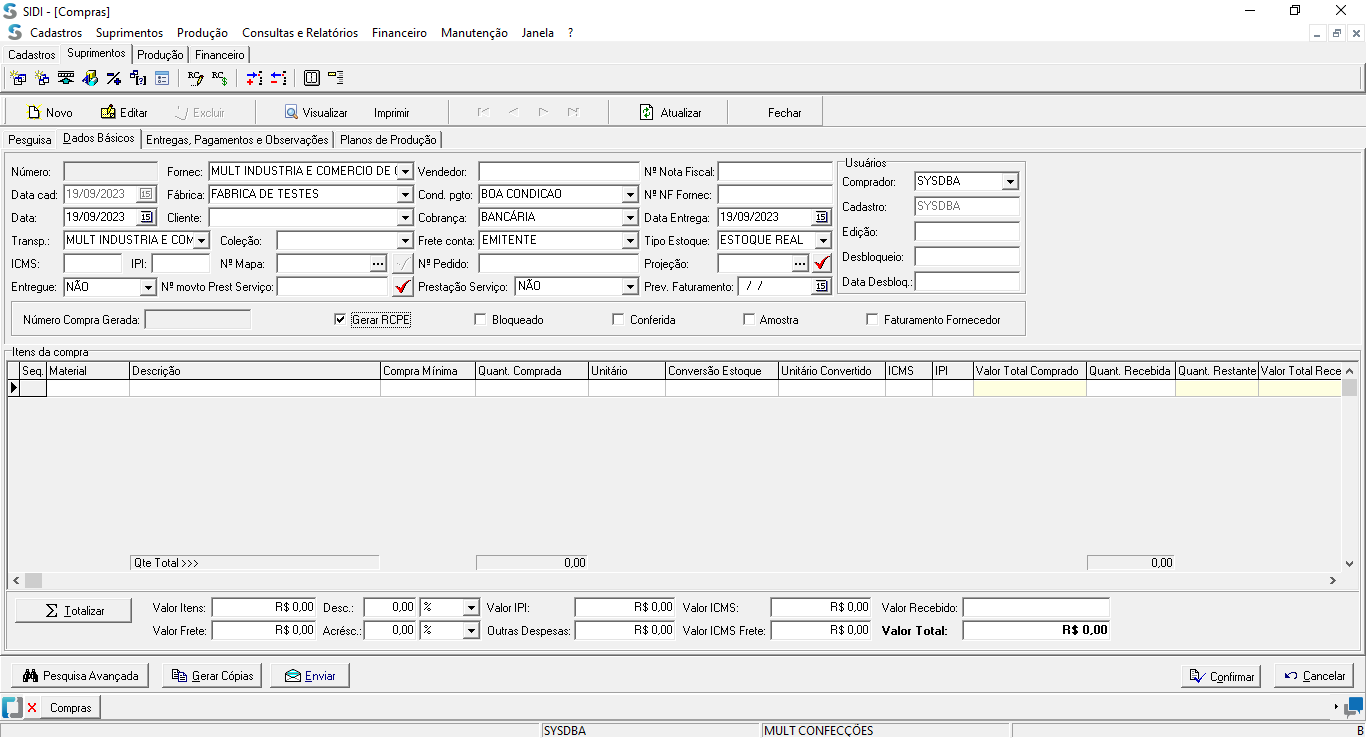 SIDI - [Compras]
Cadastros Suprimentos Produção Consultas e Relatórios Financeiro Manutenção Janela ?
Cadastros Suprimentos Produção Financeiro
Novo Editar Excluir Visualizar Imprimir Atualizar Fechar
Pesquisa Dados Básicos Entregas, Pagamentos e Observações Planos de Produção
Usuários
Número: Fornec: MULT INDUSTRIA E COMERCIO DE ( Vendedor: Nº Nota Fiscal: Comprador: SYSDBA
Data cad: 19/09/2023 15 Fábrica: FABRICA DE TESTES Cond. pgto: BOA CONDICAO Nº NF Fornec: Cadastro: SYSDBA
Data: 19/09/2023 15 Cliente: Cobrança: BANCÁRIA Data Entrega: 19/09/2023 15 Edição:
Transp.: MULT INDUSTRIA E COM Coleção: Frete conta: EMITENTE Tipo Estoque: ESTOQUE REAL Desbloqueio:
ICMS: IPI: Nº Mapa: ... Nº Pedido: Projeção: ... Data Desbloq.:
Entregue: NÃO Nº movto Prest Serviço: Prestação Serviço: NÃO Prev. Faturamento: / / 15
Número Compra Gerada: Gerar RCPE Bloqueado Conferida Amostra Faturamento Fornecedor
Itens da compra
Seq. Material Descrição Compra Mínima Quant. Comprada Unitário Conversão Estoque Unitário Convertido ICMS IPI Valor Total Comprado Quant. Recebida Quant. Restante Valor Total Rece
Qte Total >>> 0,00 0,00
Totalizar Valor Itens: R$ 0,00 Desc.: 0,00 % Valor IPI: R$ 0,00 Valor ICMS: R$ 0,00 Valor Recebido:
Valor Frete: R$ 0,00 Acrésc.: 0,00 % Outras Despesas: R$ 0,00 Valor ICMS Frete: R$ 0,00 Valor Total: R$ 0,00
Pesquisa Avançada Gerar Cópias Enviar Confirmar Cancelar
Compras
SYSDBA MULT CONFECÇÕES B